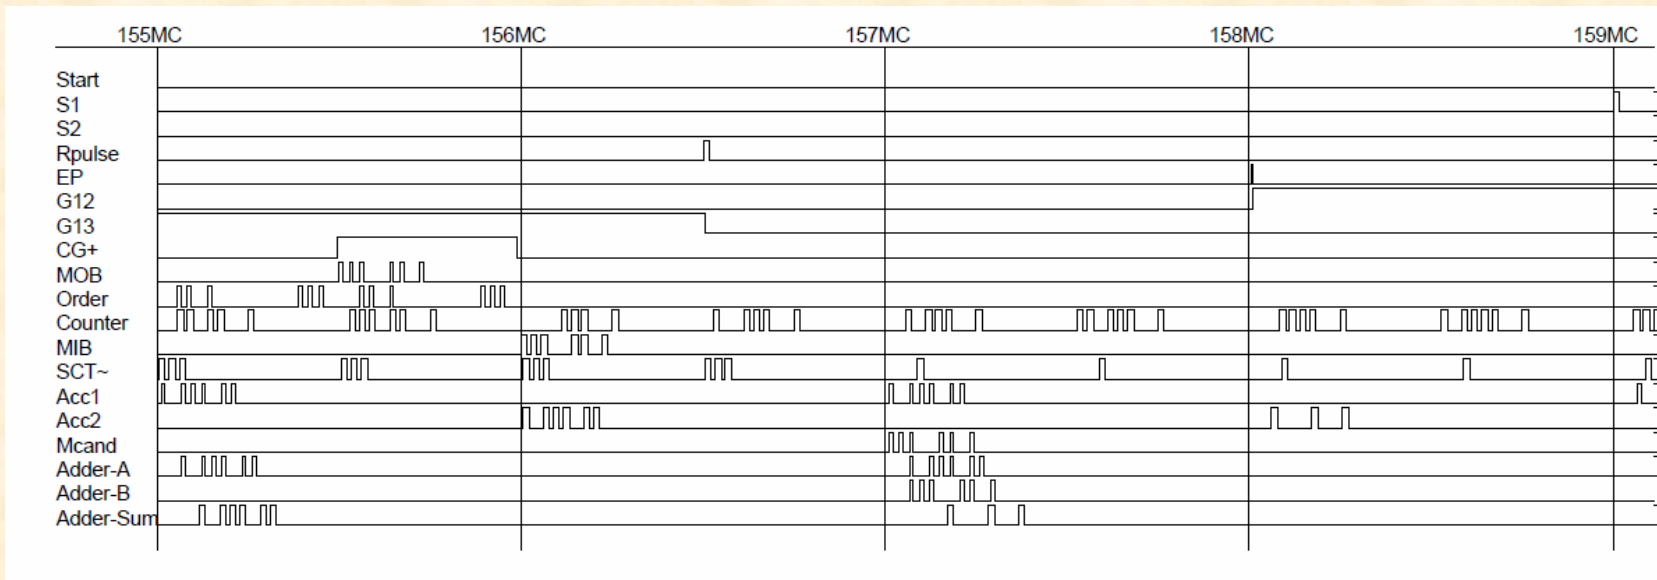 155MC 156MC 157MC 158MC 159MC
Start
S1
S2
Rpulse
EP
G12
G13
CG+
MOB
Order
Counter
MIB
SCT~
Acc1
Acc2
Mcand
Adder-A
Adder-B
Adder-Sum